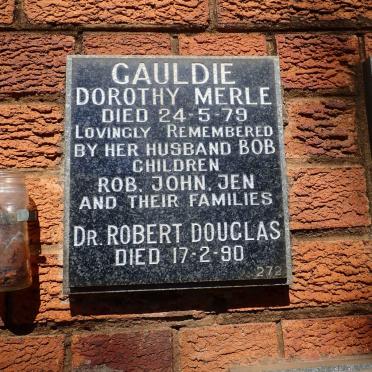 GAULDIE
DOROTHY MERLE
DIED 24-5-79
LOVINGLY REMEMBERED
BY HER HUSBAND BOB
CHILDREN
ROB, JOHN, JEN
AND THEIR FAMILIES
DR. ROBERT DOUGLAS
DIED 17-2-90
272